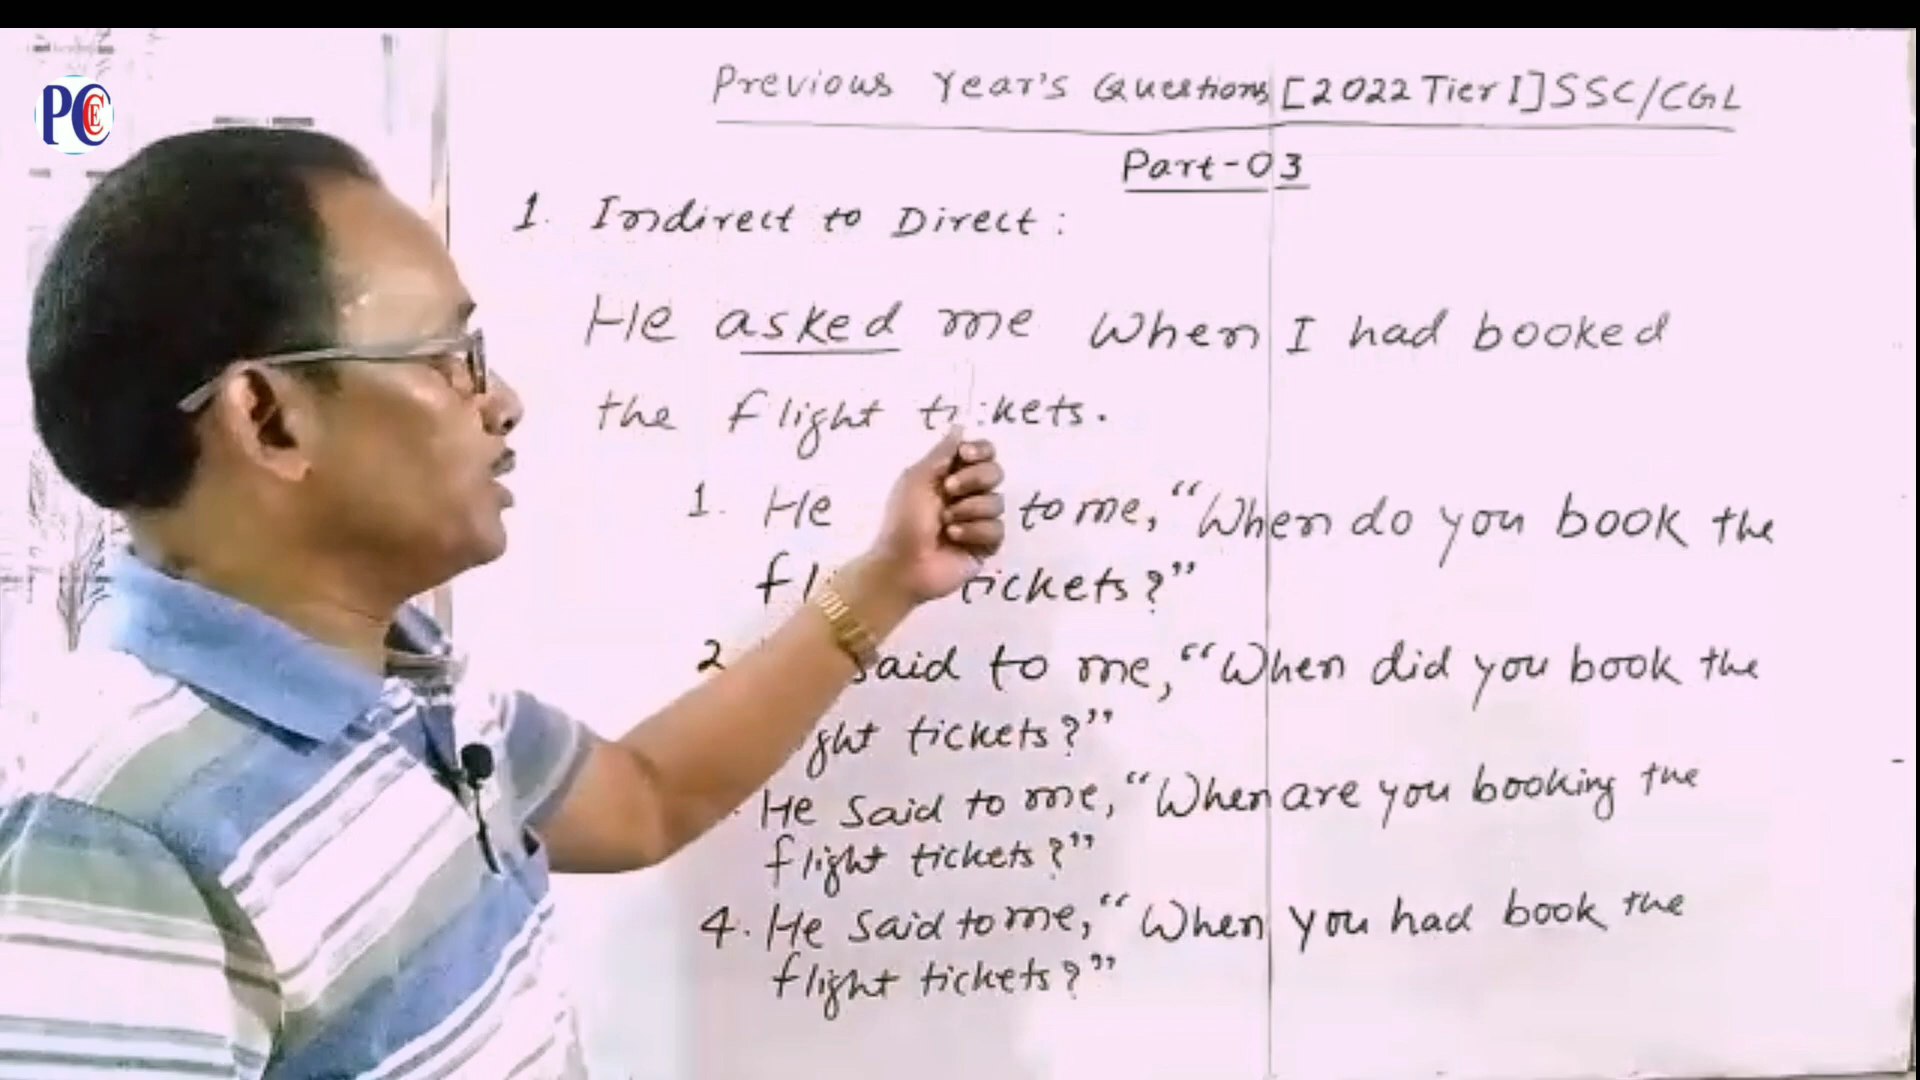 PCEC
Previous Year's Questions [2022 Tier I] SSC/CGL
Part-03
1. Indirect to Direct:
He asked me when I had booked
the flight tickets.
1. He to me, "When do you book the
tickets?"
2 said to me, "When did you book the
tickets?"
He said to me, "When are you booking the
flight tickets?"
4. He said to me, "When you had book the
flight tickets?"